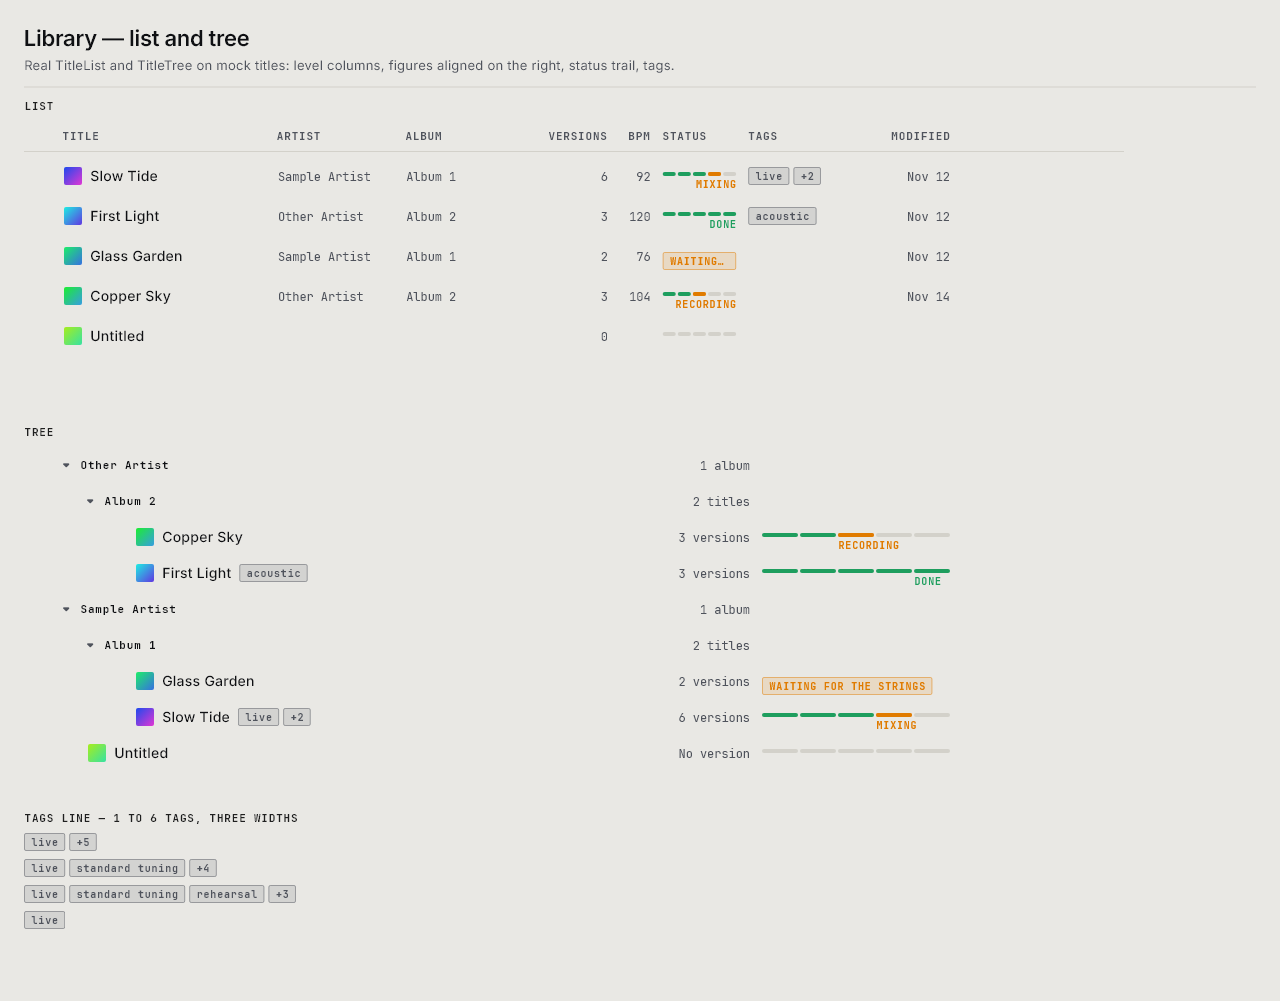 Library — list and tree
Real TitleList and TitleTree on mock titles: level columns, figures aligned on the right, status trail, tags.
LIST
TITLE ARTIST ALBUM VERSIONS BPM STATUS TAGS MODIFIED
Slow Tide Sample Artist Album 1 6 92 MIXING live +2 Nov 12
First Light Other Artist Album 2 3 120 DONE acoustic Nov 12
Glass Garden Sample Artist Album 1 2 76 WAITING… Nov 12
Copper Sky Other Artist Album 2 3 104 RECORDING Nov 14
Untitled 0
TREE
Other Artist 1 album
Album 2 2 titles
Copper Sky 3 versions RECORDING
First Light acoustic 3 versions DONE
Sample Artist 1 album
Album 1 2 titles
Glass Garden 2 versions WAITING FOR THE STRINGS
Slow Tide live +2 6 versions MIXING
Untitled No version
TAGS LINE — 1 TO 6 TAGS, THREE WIDTHS
live +5
live standard tuning +4
live standard tuning rehearsal +3
live